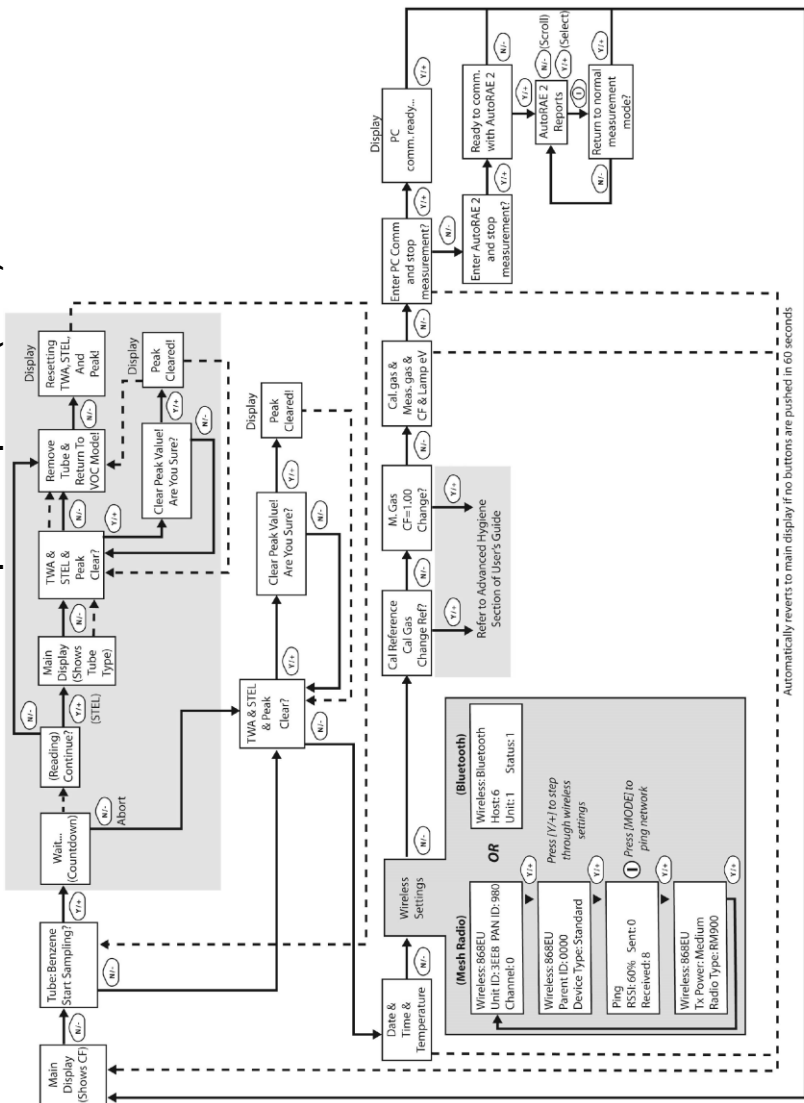 Main
Display
(Shows CF)
N/-
Tube: Benzene
Start Sampling?
Y/+
N/-
Wait...
(Countdown)
N/-
Abort
(Reading)
Continue?
N/-
Y/+
(STEL)
Main
Display
(Shows
Tube
Type)
N/-
TWA &
STEL &
Peak
Clear?
N/-
Y/+
Remove
Tube &
Return To
VOC Mode!
N/-
Display
Resetting
TWA, STEL,
And
Peak!
Clear Peak Value!
Are You Sure?
Y/+
N/-
Display
Peak
Cleared!
TWA & STEL
& Peak
Clear?
Y/+
N/-
Clear Peak Value!
Are You Sure?
Y/+
N/-
Display
Peak
Cleared!
Date &
Time &
Temperature
N/-
Wireless
Settings
N/-
(Mesh Radio)
Wireless: 868EU
Unit ID: 3EE8 PAN ID: 980
Channel: 0
Y/+
Wireless: 868EU
Parent ID: 0000
Device Type: Standard
Y/+
Ping
RSSI: 60% Sent: 0
Received: 8
Y/+
Wireless: 868EU
Tx Power: Medium
Radio Type: RM900
Y/+
OR
(Bluetooth)
Wireless: Bluetooth
Host: 6
Unit: 1 Status: 1
Press [Y/+] to step
through wireless
settings
Press [MODE] to
ping network
Cal Reference
Cal Gas
Change Ref?
Y/+
N/-
M. Gas
CF=1.00
Change?
Y/+
N/-
Refer to Advanced Hygiene
Section of User's Guide
Cal. gas &
Meas. gas &
CF & Lamp eV
N/-
Enter PC Comm
and stop
measurement?
Y/+
N/-
Display
PC
comm. ready...
Y/+
Enter AutoRAE 2
and stop
measurement?
Y/+
Ready to comm.
with AutoRAE 2
N/-
Y/+
AutoRAE 2
Reports
N/- (Scroll)
Y/+ (Select)
Return to normal
measurement
mode?
N/-
Y/+
Automatically reverts to main display if no buttons are pushed in 60 seconds